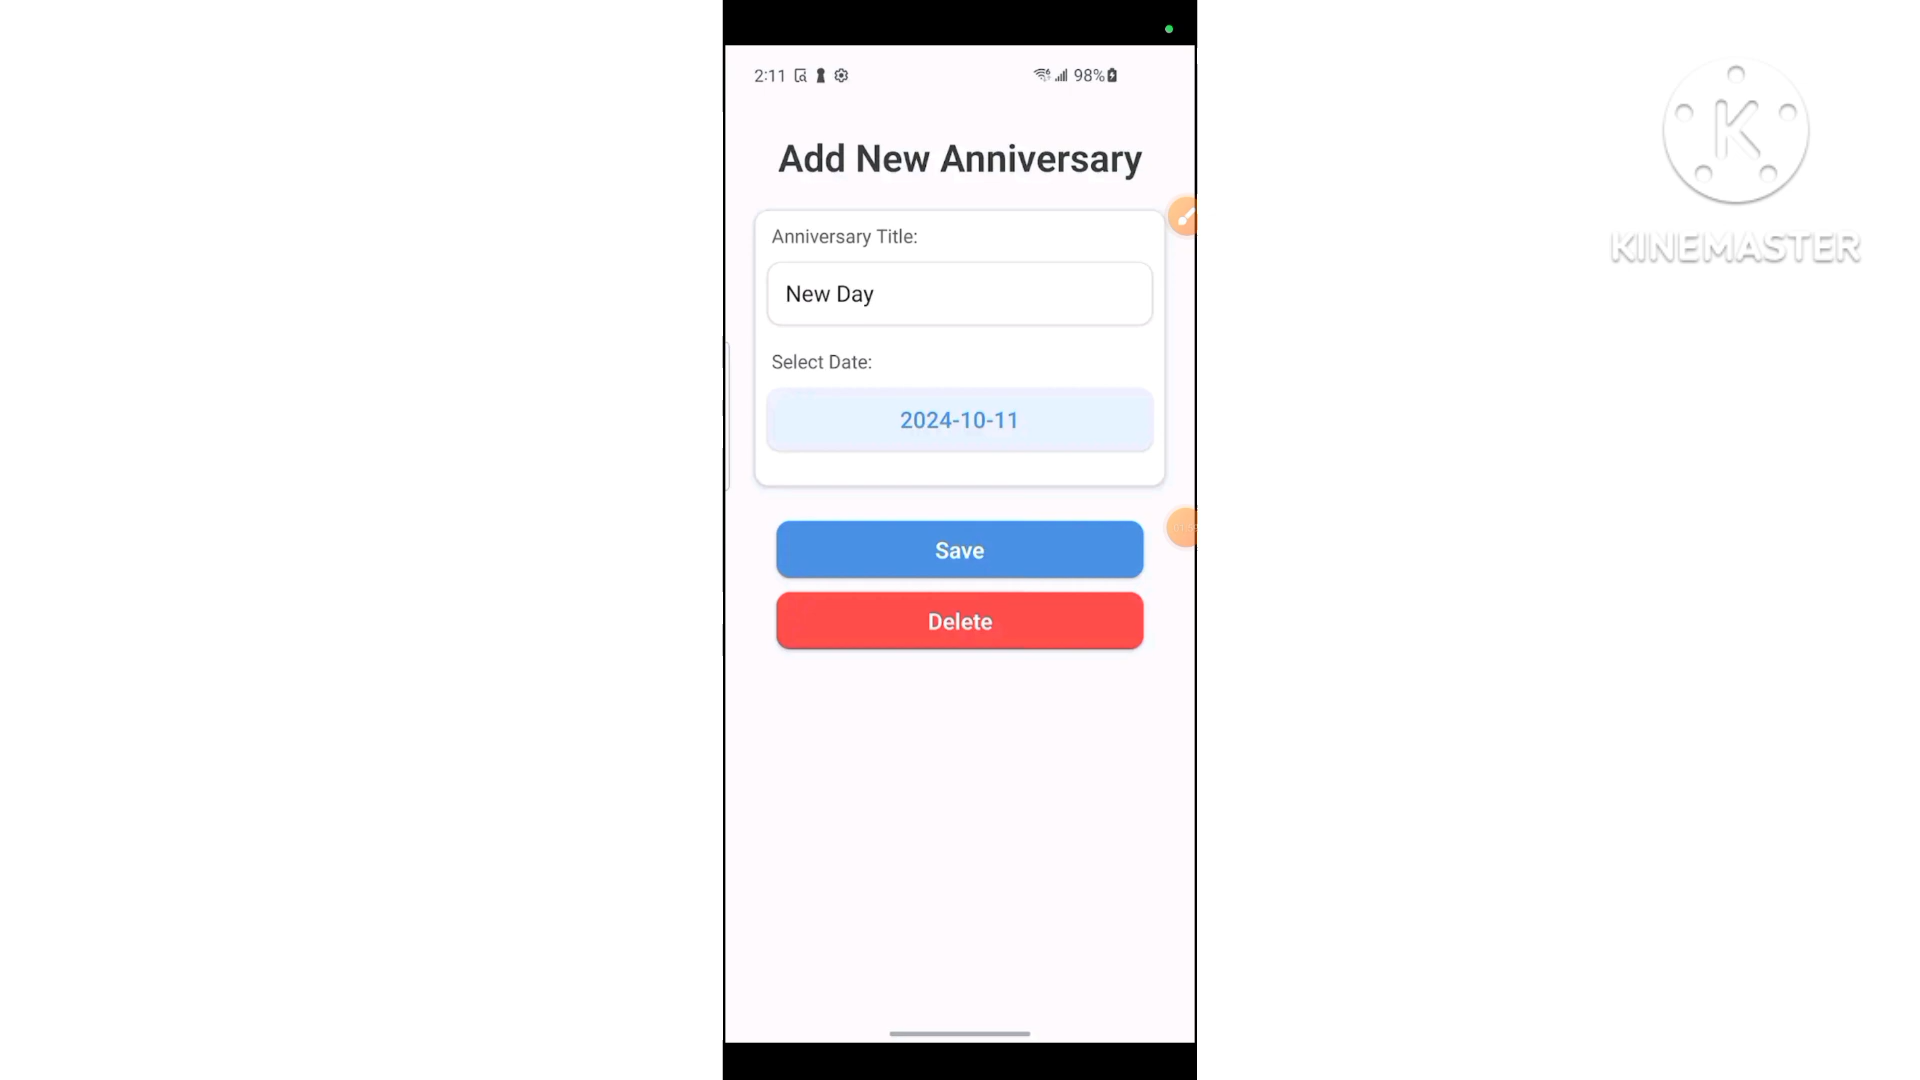 2:11
98%
Add New Anniversary
Anniversary Title:
New Day
Select Date:
2024-10-11
Save
Delete
K
KINEMASTER